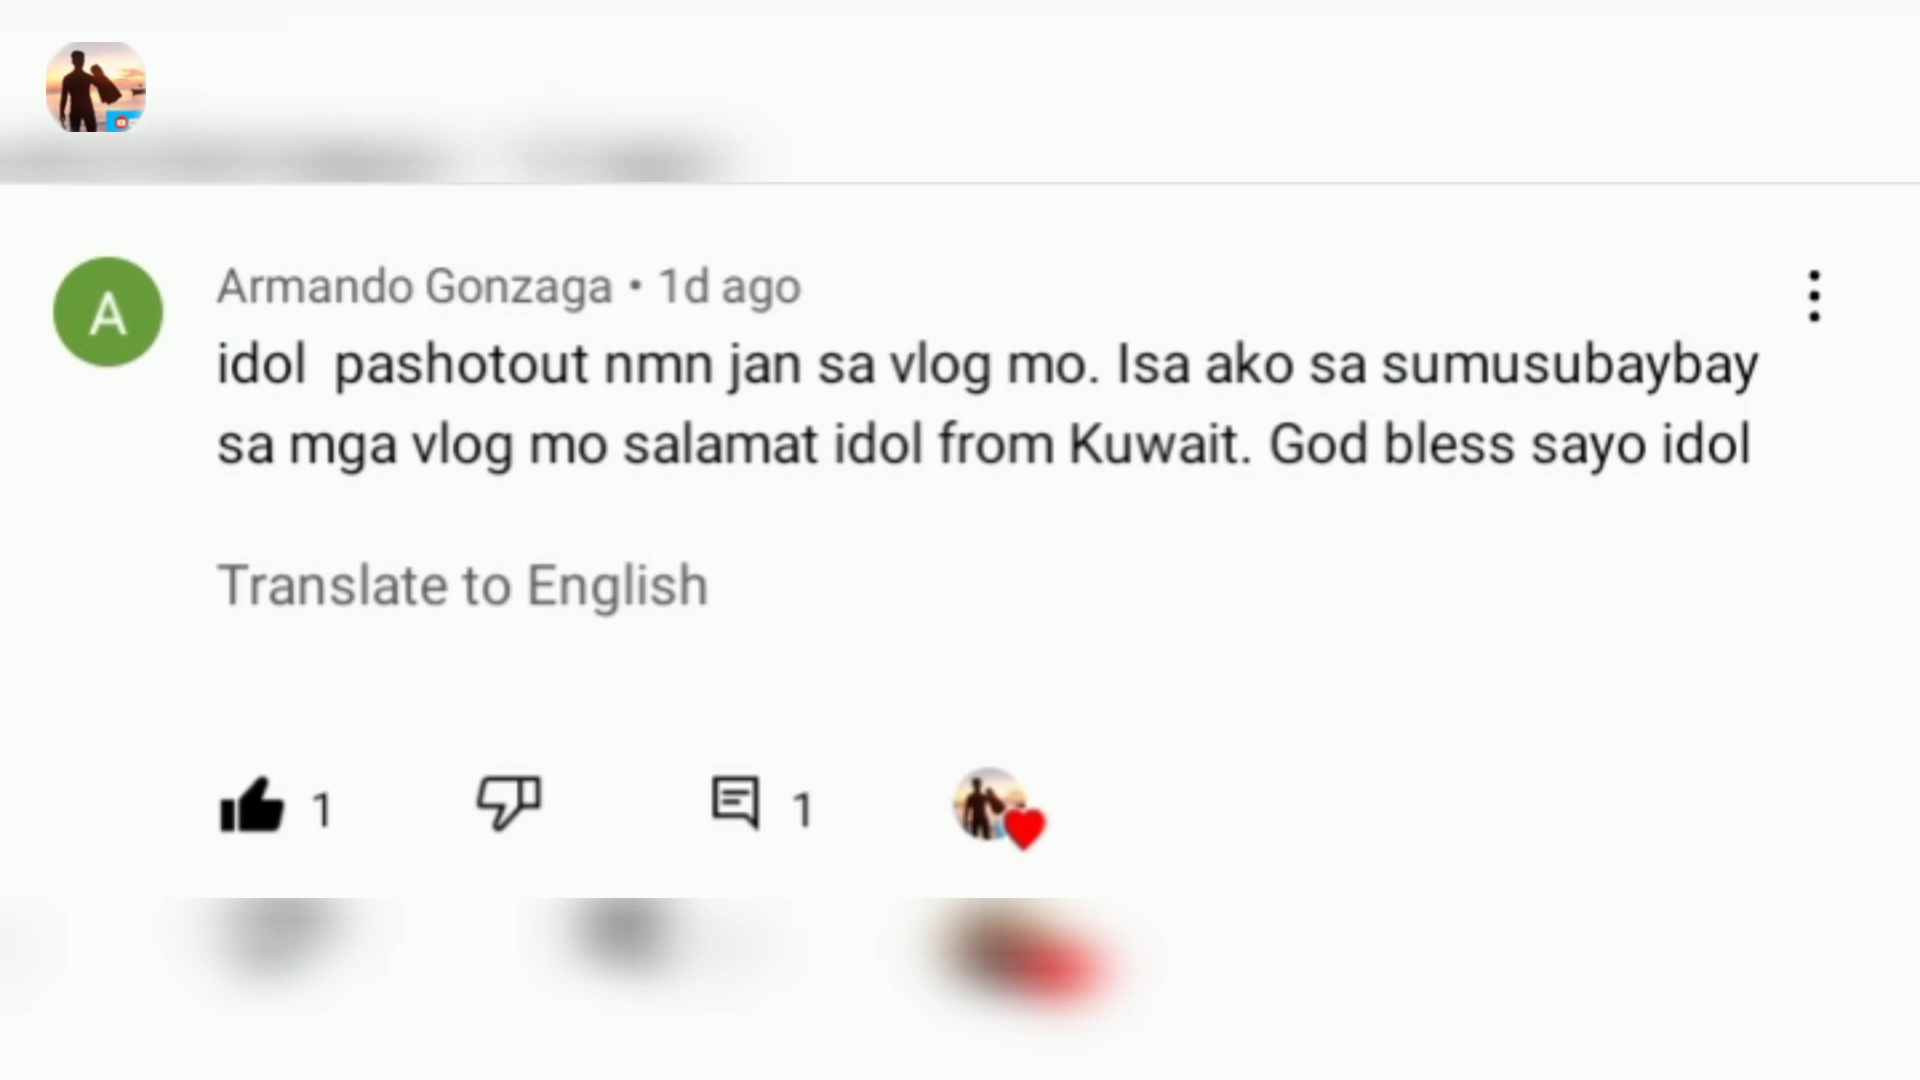 A
Armando Gonzaga • 1d ago
idol pashotout nmn jan sa vlog mo. Isa ako sa sumusubaybay
sa mga vlog mo salamat idol from Kuwait. God bless sayo idol
Translate to English
1 1